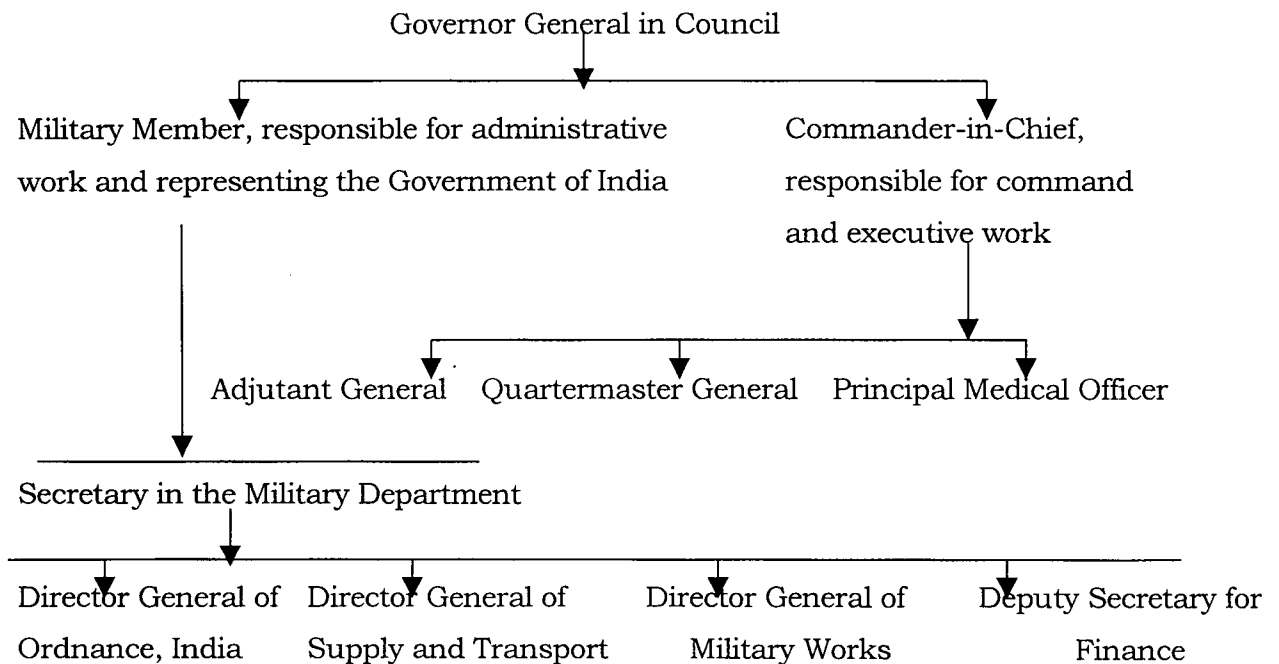 Governor General in Council
Military Member, responsible for administrative
work and representing the Government of India
Commander-in-Chief,
responsible for command
and executive work
Adjutant General
Quartermaster General
Principal Medical Officer
Secretary in the Military Department
Director General of
Ordnance, India
Director General of
Supply and Transport
Director General of
Military Works
Deputy Secretary for
Finance